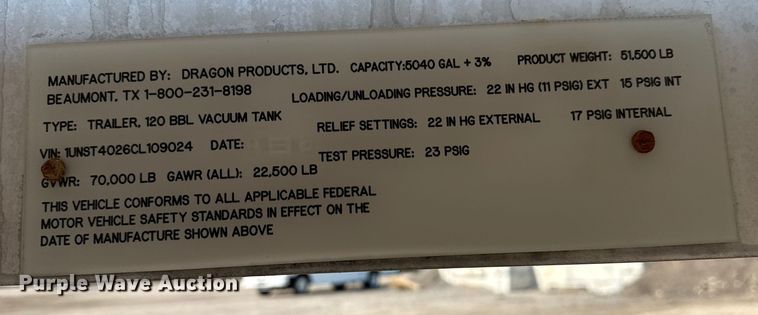 MANUFACTURED BY: DRAGON PRODUCTS, LTD. CAPACITY:5040 GAL + 3% PRODUCT WEIGHT: 51,500 LB
BEAUMONT, TX 1-800-231-8198
LOADING/UNLOADING PRESSURE: 22 IN HG (11 PSIG) EXT 15 PSIG INT
TYPE: TRAILER, 120 BBL VACUUM TANK
RELIEF SETTINGS: 22 IN HG EXTERNAL 17 PSIG INTERNAL
VIN: 1UNST4026CL109024 DATE:
TEST PRESSURE: 23 PSIG
GVWR: 70,000 LB GAWR (ALL): 22,500 LB
THIS VEHICLE CONFORMS TO ALL APPLICABLE FEDERAL
MOTOR VEHICLE SAFETY STANDARDS IN EFFECT ON THE
DATE OF MANUFACTURE SHOWN ABOVE
Purple Wave Auction